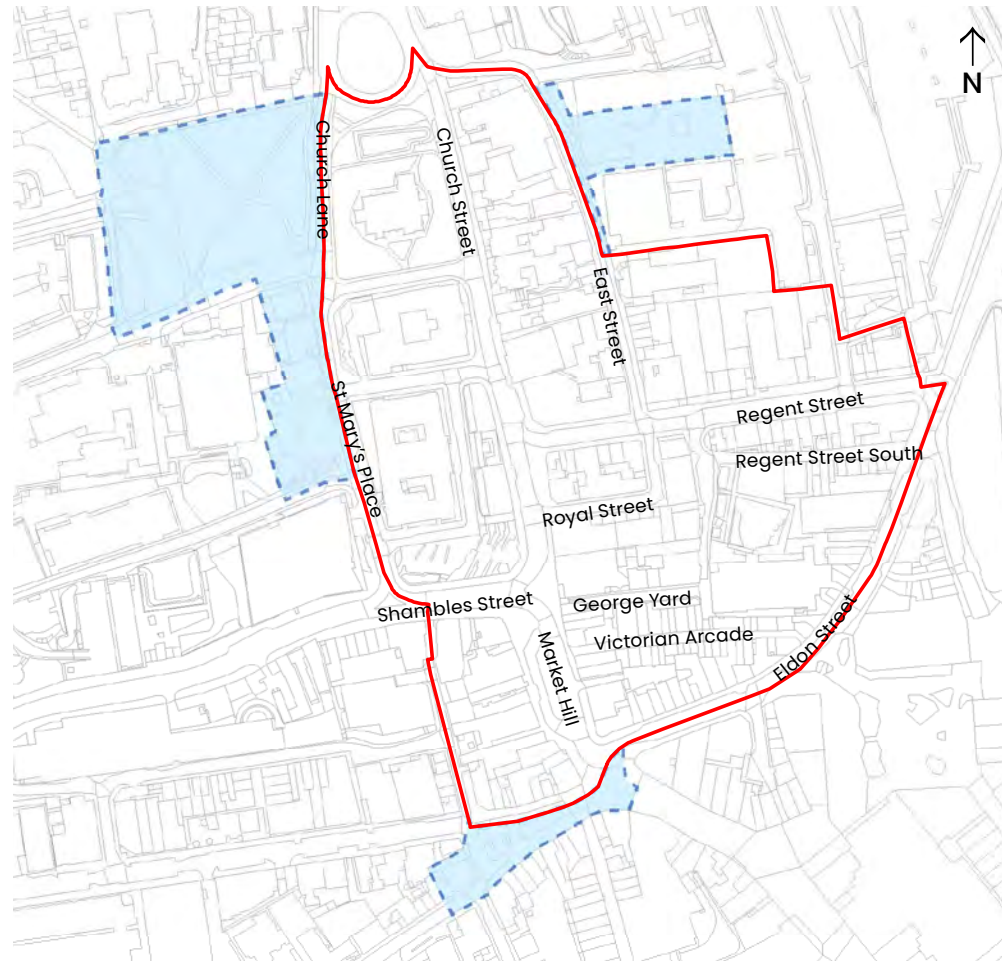 N
Church Lane
Church Street
East Street
Regent Street
St Mary's Place
Regent Street South
Royal Street
Shambles Street
George Yard
Victorian Arcade
Market Hill
Eldon Street